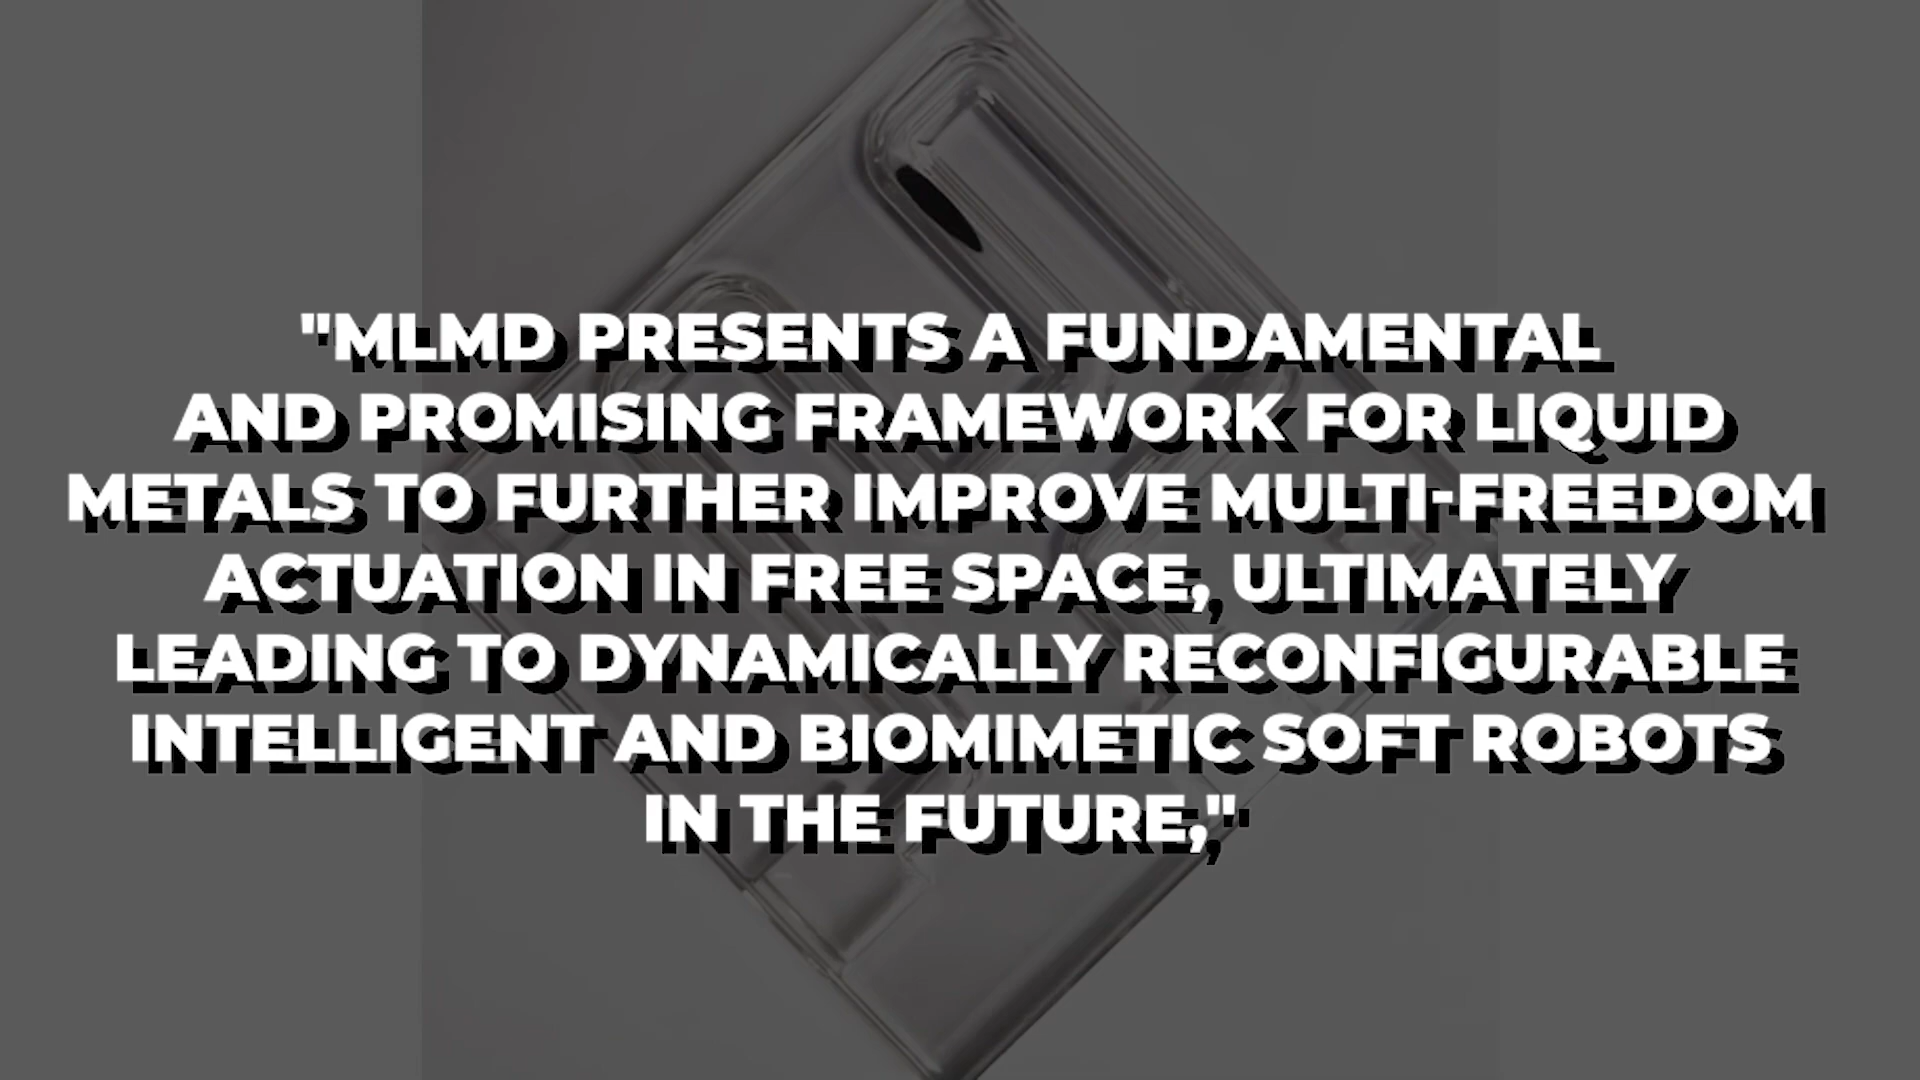 "MLMD PRESENTS A FUNDAMENTAL
AND PROMISING FRAMEWORK FOR LIQUID
METALS TO FURTHER IMPROVE MULTI-FREEDOM
ACTUATION IN FREE SPACE, ULTIMATELY
LEADING TO DYNAMICALLY RECONFIGURABLE
INTELLIGENT AND BIOMIMETIC SOFT ROBOTS
IN THE FUTURE,"